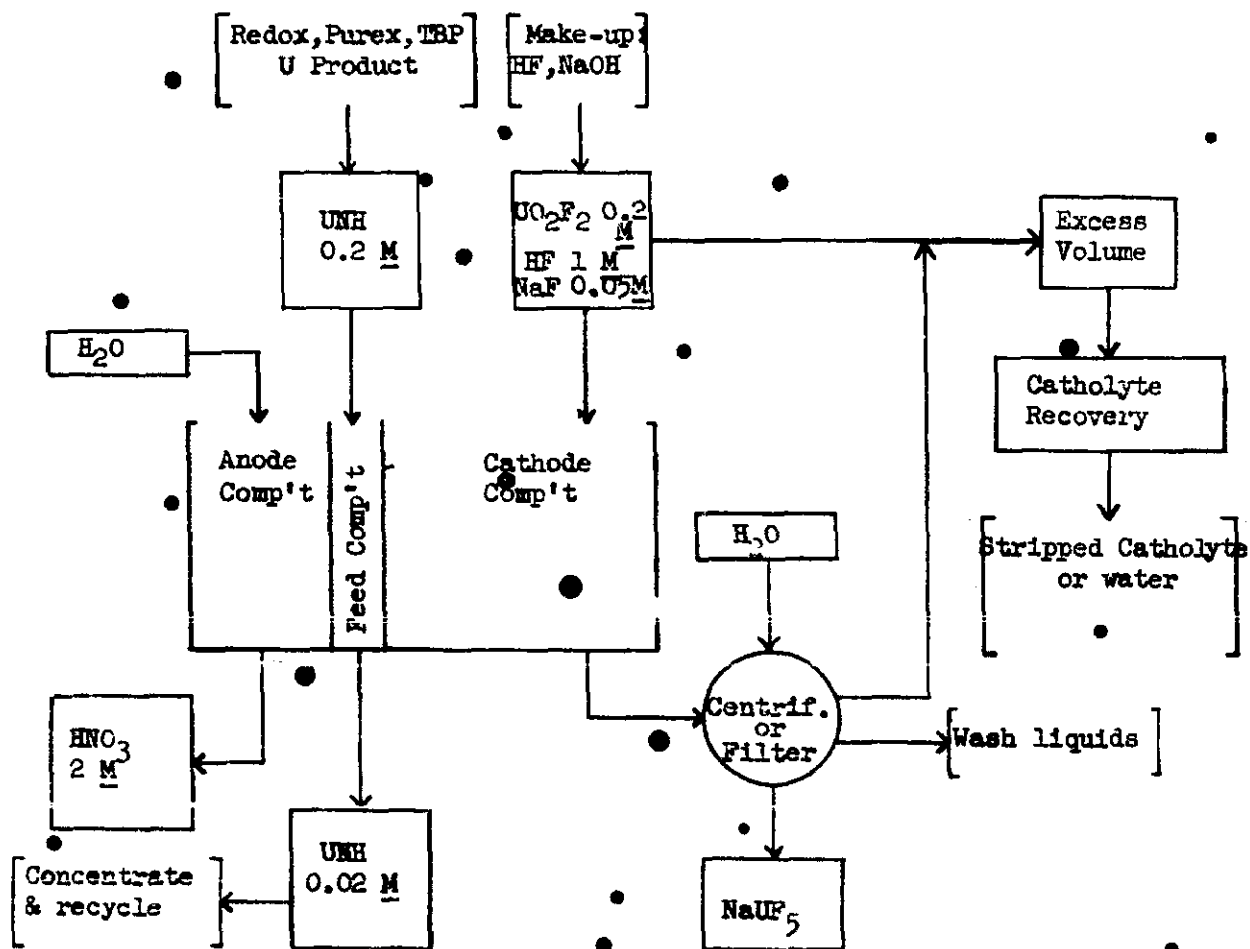 Redox, Purex, TBP
U Product
Make-up:
HF, NaOH
UNH
0.2 M
UO2F2 0.2
M
HF 1 M
NaF 0.05M
Excess
Volume
H2O
Catholyte
Recovery
Anode
Comp't
Feed Comp't
Cathode
Comp't
H2O
Stripped Catholyte
or water
Centrif.
or
Filter
Wash liquids
HNO3
2 M
UNH
0.02 M
Concentrate
& recycle
NaUF5